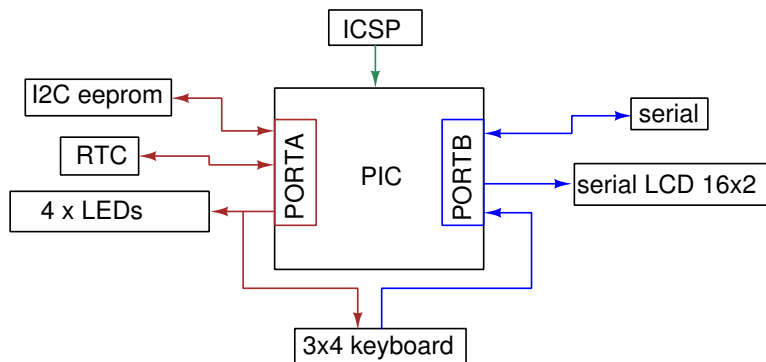 ICSP
I2C eeprom
serial
RTC
PORTA
PIC
PORTB
serial LCD 16x2
4 x LEDs
3x4 keyboard